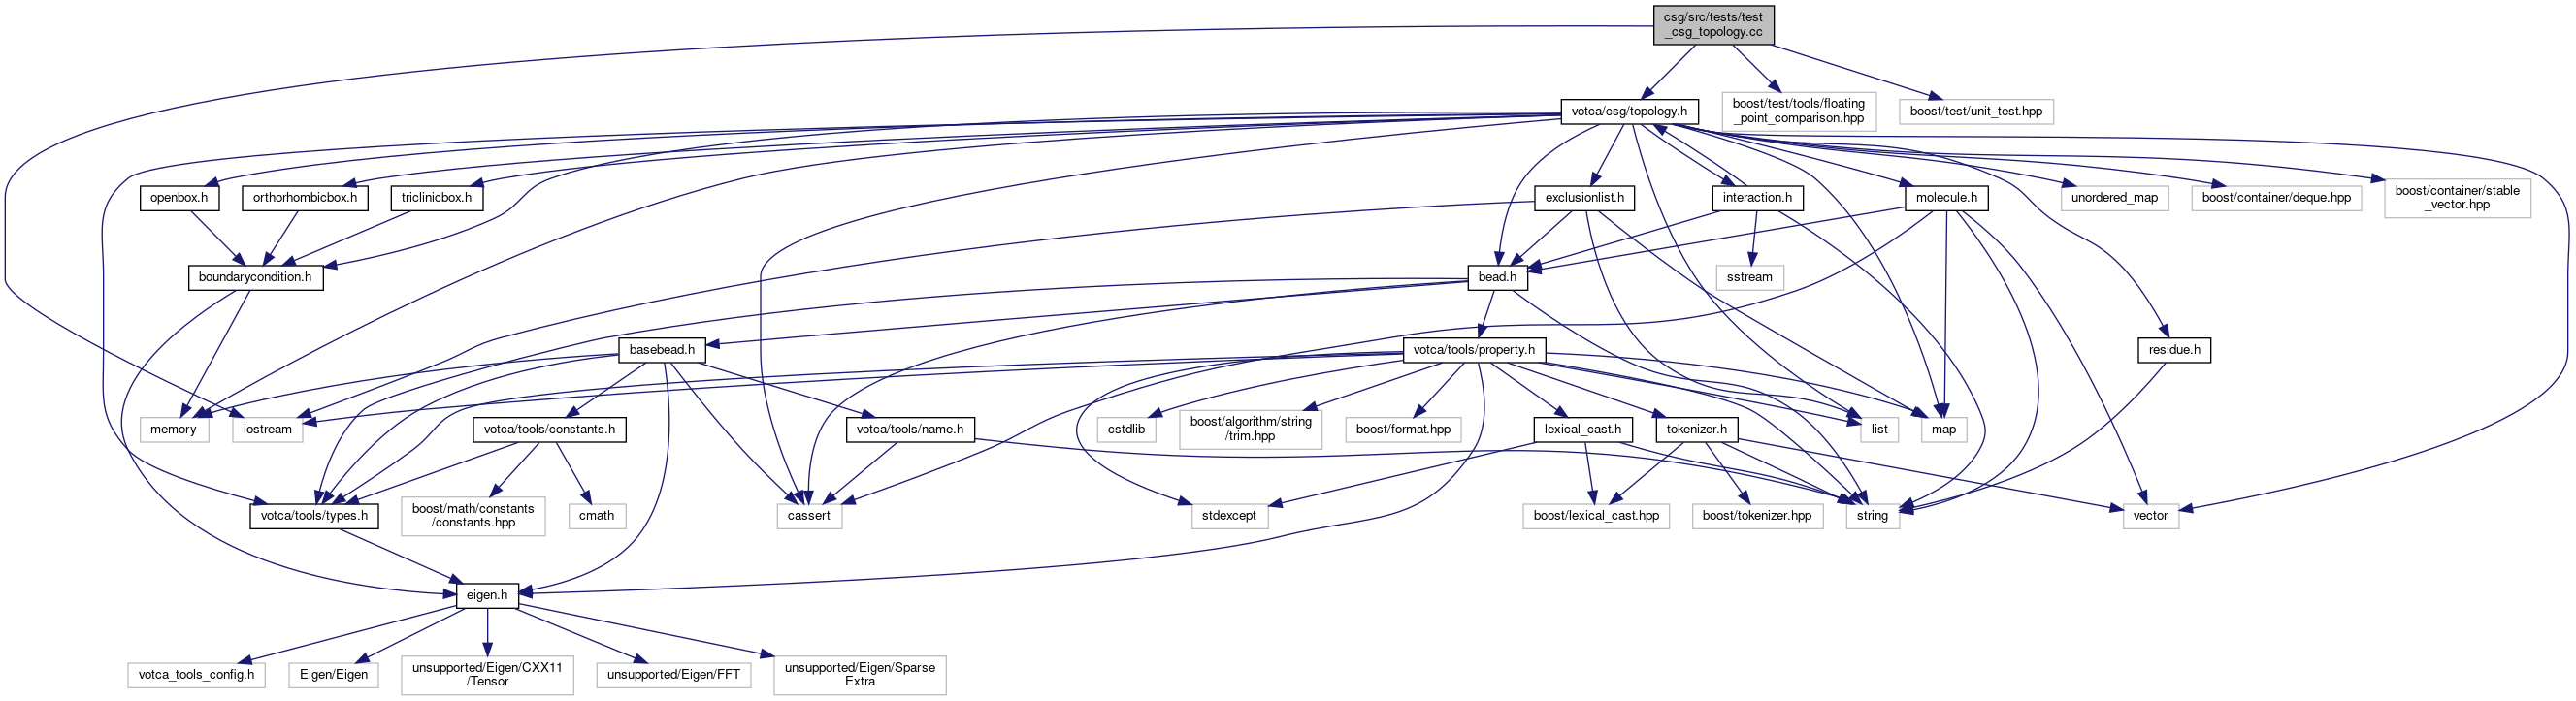 csg/src/tests/test
_csg_topology.cc
votca/csg/topology.h
boost/test/tools/floating
_point_comparison.hpp
boost/test/unit_test.hpp
openbox.h
orthorhombicbox.h
triclinicbox.h
exclusionlist.h
interaction.h
molecule.h
unordered_map
boost/container/deque.hpp
boost/container/stable
_vector.hpp
boundarycondition.h
bead.h
sstream
basebead.h
votca/tools/property.h
residue.h
memory
iostream
votca/tools/constants.h
votca/tools/name.h
cstdlib
boost/algorithm/string
/trim.hpp
boost/format.hpp
lexical_cast.h
tokenizer.h
list
map
votca/tools/types.h
boost/math/constants
/constants.hpp
cmath
cassert
stdexcept
boost/lexical_cast.hpp
boost/tokenizer.hpp
string
vector
eigen.h
votca_tools_config.h
Eigen/Eigen
unsupported/Eigen/CXX11
/Tensor
unsupported/Eigen/FFT
unsupported/Eigen/Sparse
Extra